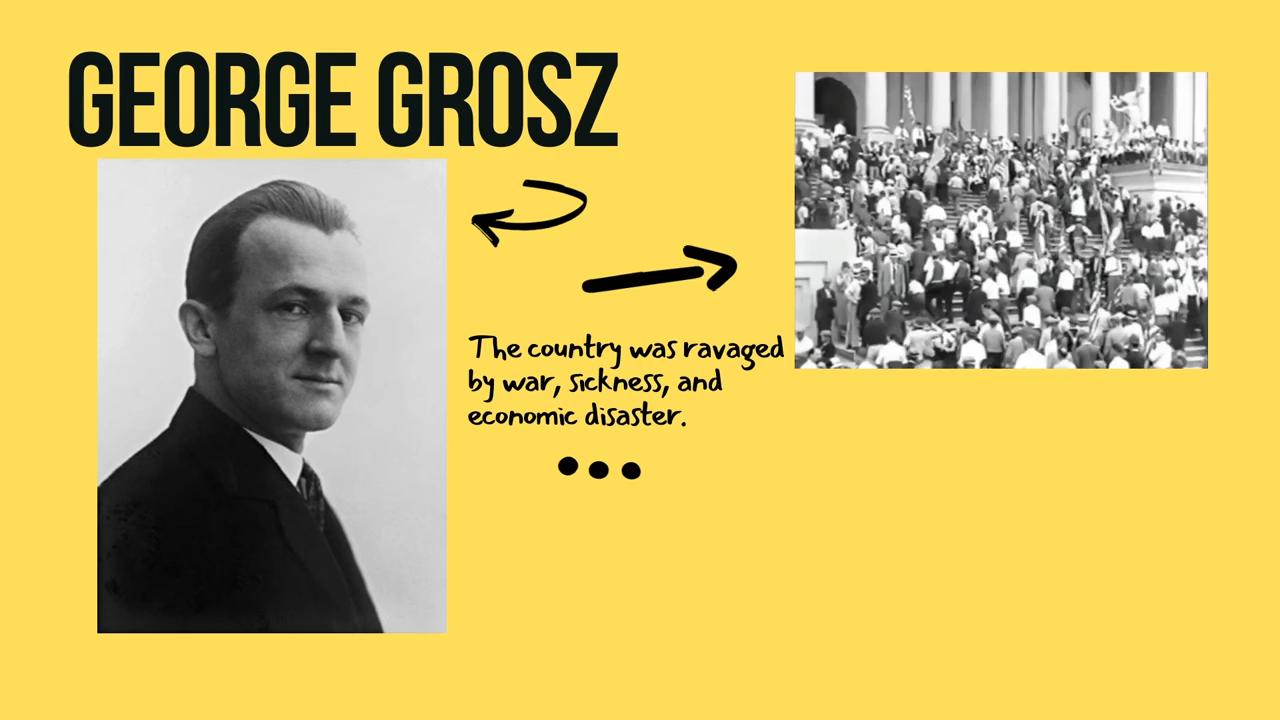 GEORGE GROSZ
The country was ravaged
by war, sickness, and
economic disaster.